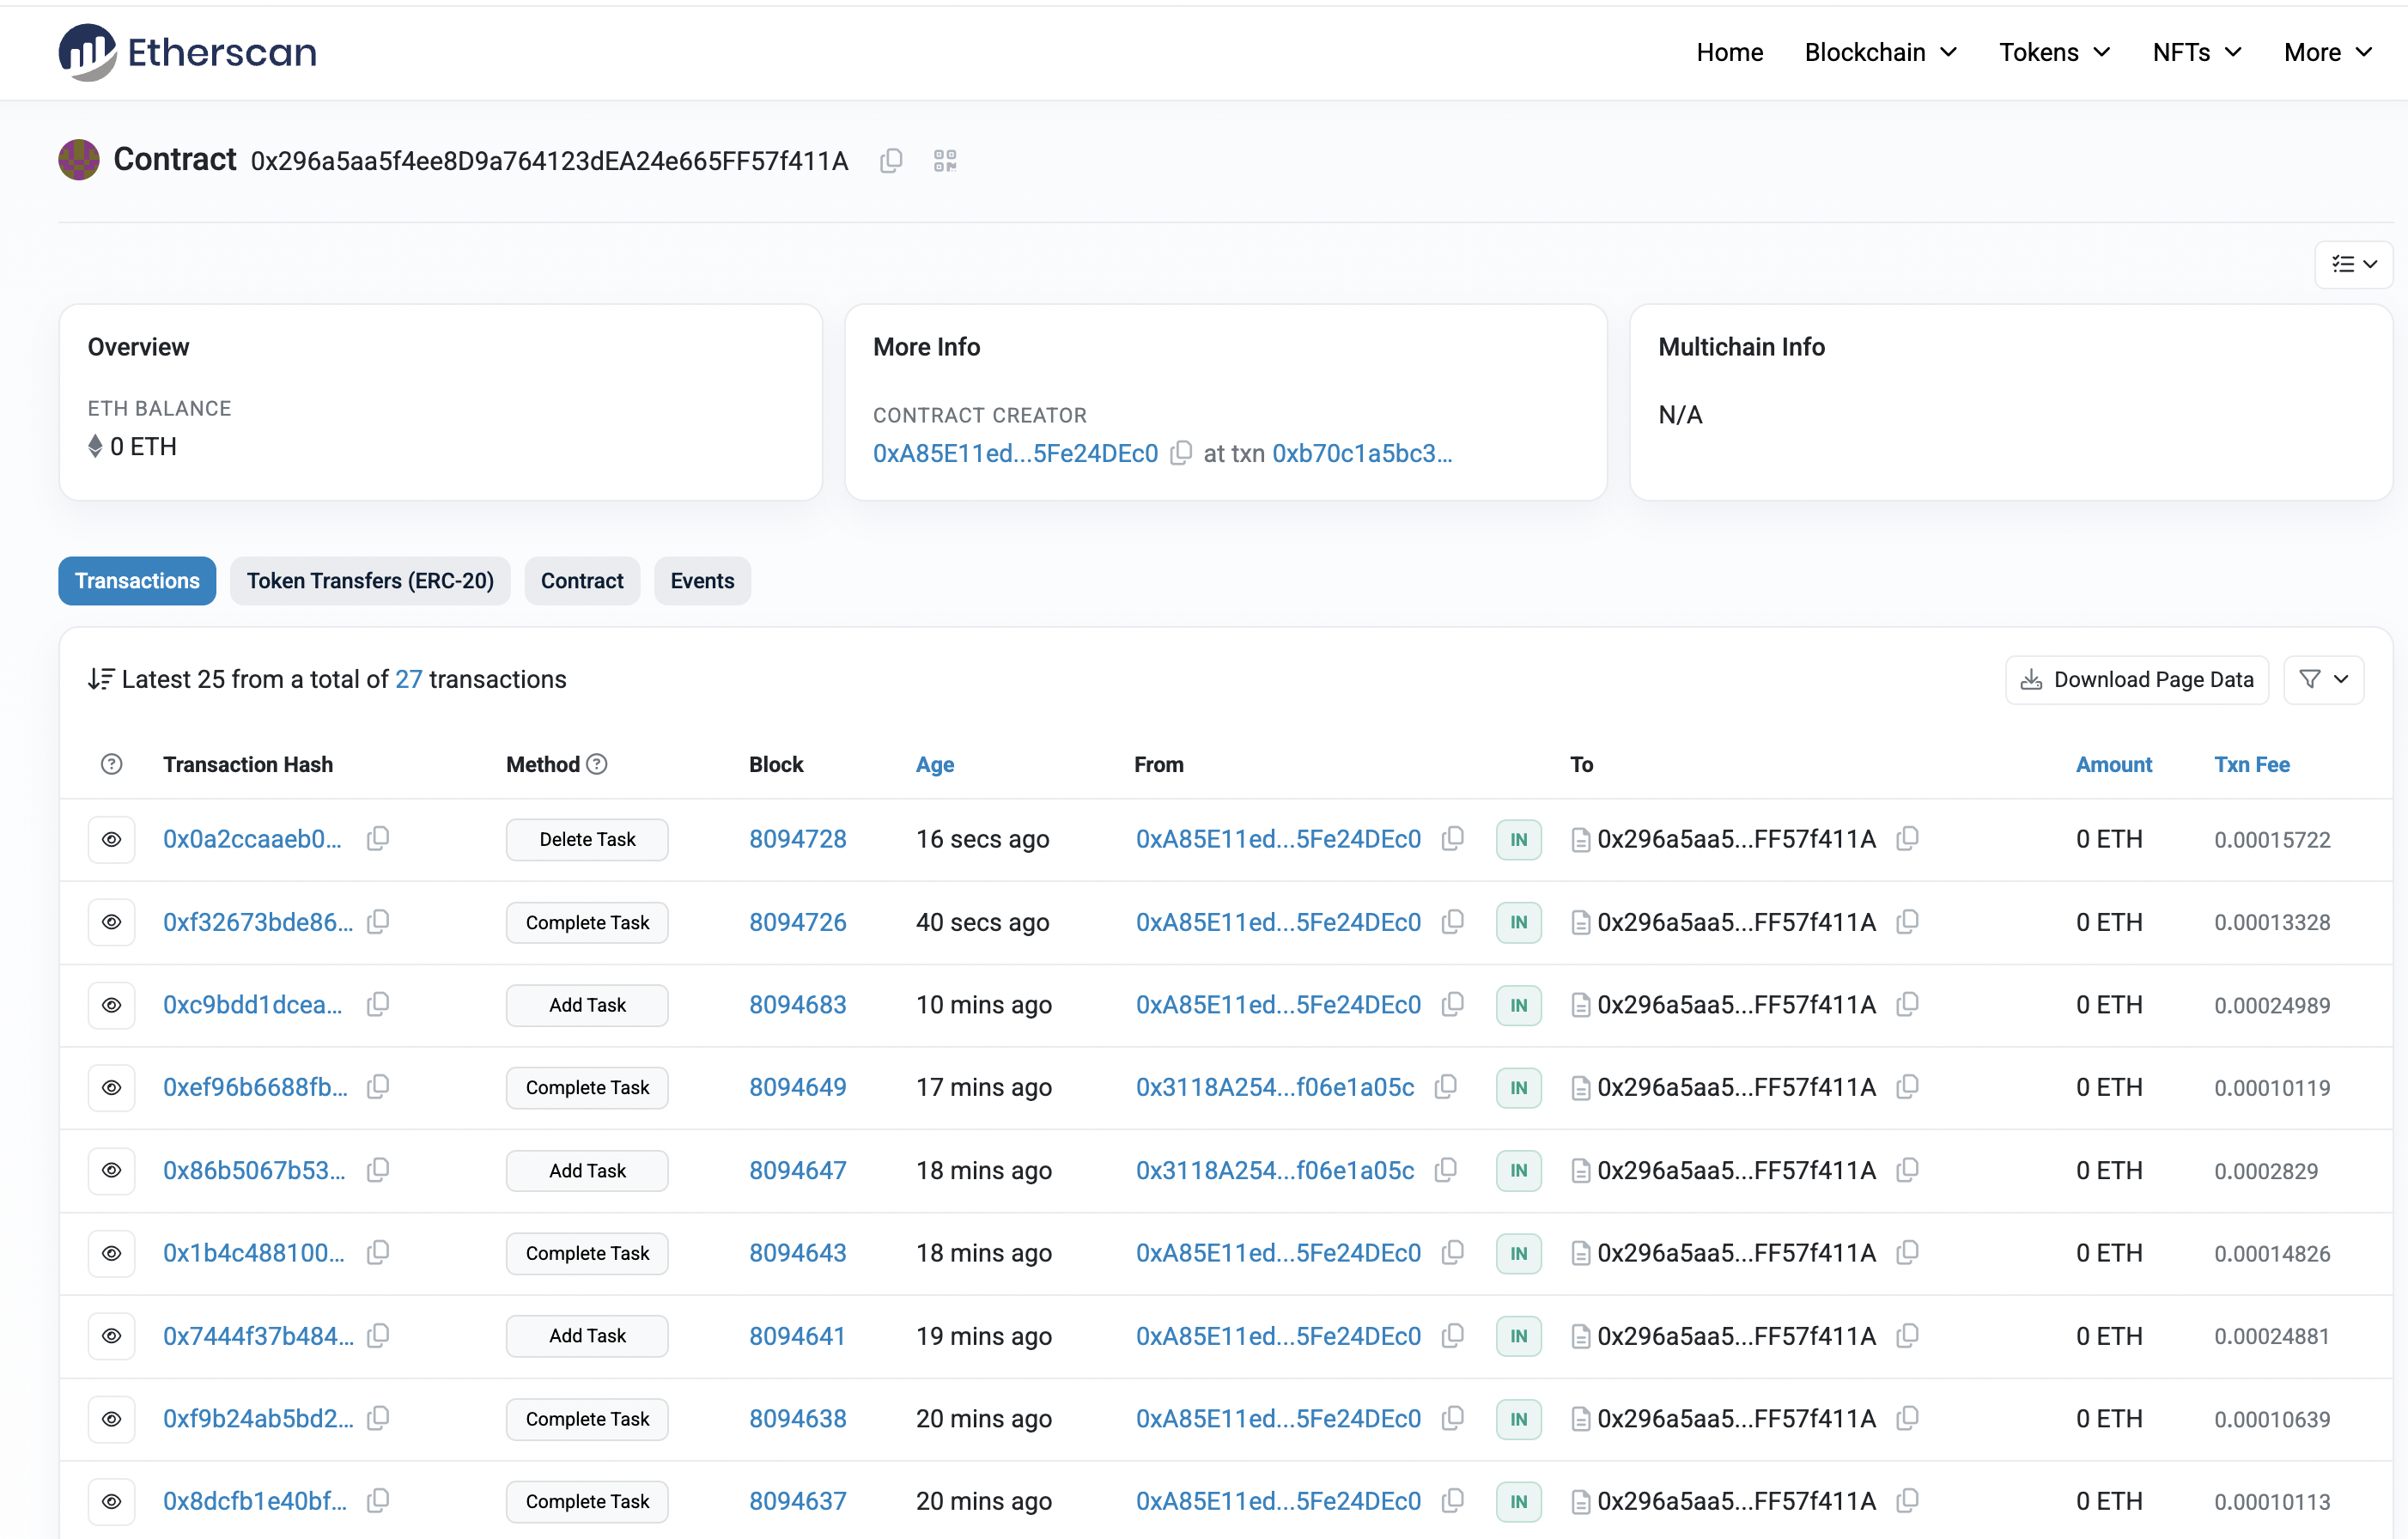 Etherscan
Home Blockchain Tokens NFTs More
Contract 0x296a5aa5f4ee8D9a764123dEA24e665FF57f411A
Overview
ETH BALANCE
0 ETH
More Info
CONTRACT CREATOR
0xA85E11ed...5Fe24DEc0 at txn 0xb70c1a5bc3...
Multichain Info
N/A
Transactions Token Transfers (ERC-20) Contract Events
Latest 25 from a total of 27 transactions
Download Page Data
Transaction Hash Method Block Age From To Amount Txn Fee
0x0a2ccaaeb0... Delete Task 8094728 16 secs ago 0xA85E11ed...5Fe24DEc0 IN 0x296a5aa5...FF57f411A 0 ETH 0.00015722
0xf32673bde86... Complete Task 8094726 40 secs ago 0xA85E11ed...5Fe24DEc0 IN 0x296a5aa5...FF57f411A 0 ETH 0.00013328
0xc9bdd1dcea... Add Task 8094683 10 mins ago 0xA85E11ed...5Fe24DEc0 IN 0x296a5aa5...FF57f411A 0 ETH 0.00024989
0xef96b6688fb... Complete Task 8094649 17 mins ago 0x3118A254...f06e1a05c IN 0x296a5aa5...FF57f411A 0 ETH 0.00010119
0x86b5067b53... Add Task 8094647 18 mins ago 0x3118A254...f06e1a05c IN 0x296a5aa5...FF57f411A 0 ETH 0.0002829
0x1b4c488100... Complete Task 8094643 18 mins ago 0xA85E11ed...5Fe24DEc0 IN 0x296a5aa5...FF57f411A 0 ETH 0.00014826
0x7444f37b484... Add Task 8094641 19 mins ago 0xA85E11ed...5Fe24DEc0 IN 0x296a5aa5...FF57f411A 0 ETH 0.00024881
0xf9b24ab5bd2... Complete Task 8094638 20 mins ago 0xA85E11ed...5Fe24DEc0 IN 0x296a5aa5...FF57f411A 0 ETH 0.00010639
0x8dcfb1e40bf... Complete Task 8094637 20 mins ago 0xA85E11ed...5Fe24DEc0 IN 0x296a5aa5...FF57f411A 0 ETH 0.00010113